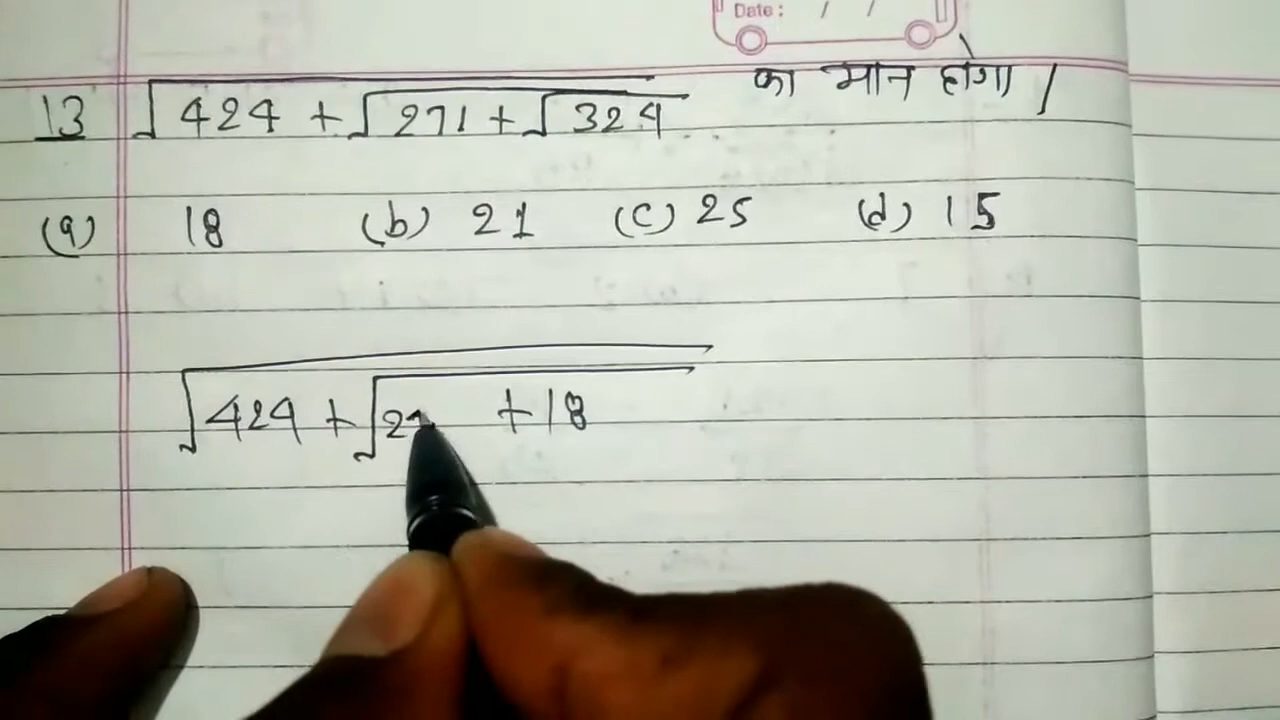 Date : / /
13 √424 + √271 + √324 का मान होगा /
(a) 18 (b) 21 (c) 25 (d) 15
√424 + √27 + 18